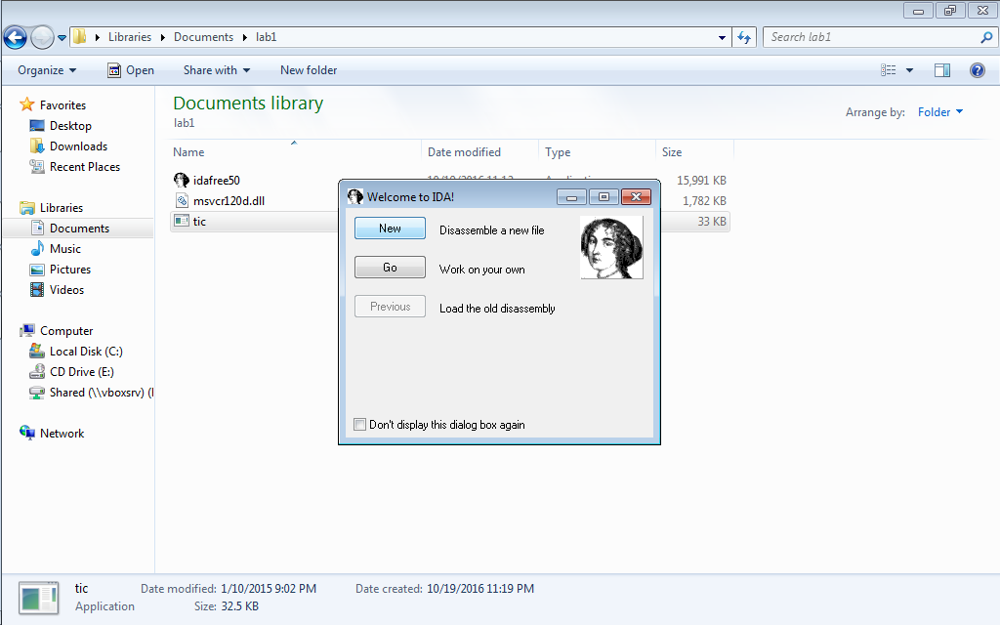 Libraries Documents lab1 Search lab1
Organize Open Share with New folder
Favorites
Desktop
Downloads
Recent Places
Libraries
Documents
Music
Pictures
Videos
Computer
Local Disk (C:)
CD Drive (E:)
Shared (\\vboxsrv) (
Network
Documents library
lab1
Arrange by: Folder
Name Date modified Type Size
idafree50 15,991 KB
msvcr120d.dll 1,782 KB
tic 33 KB
Welcome to IDA!
New Disassemble a new file
Go Work on your own
Previous Load the old disassembly
Don't display this dialog box again
tic Date modified: 1/10/2015 9:02 PM Date created: 10/19/2016 11:19 PM
Application Size: 32.5 KB